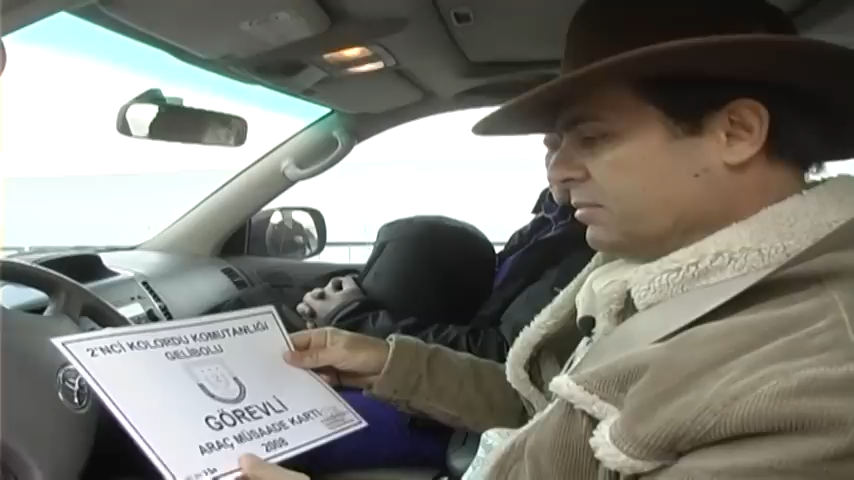 2'NCİ KOLORDU KOMUTANLIĞI
GELİBOLU
GÖREVLİ
ARAÇ MÜSAADE KARTI
2008